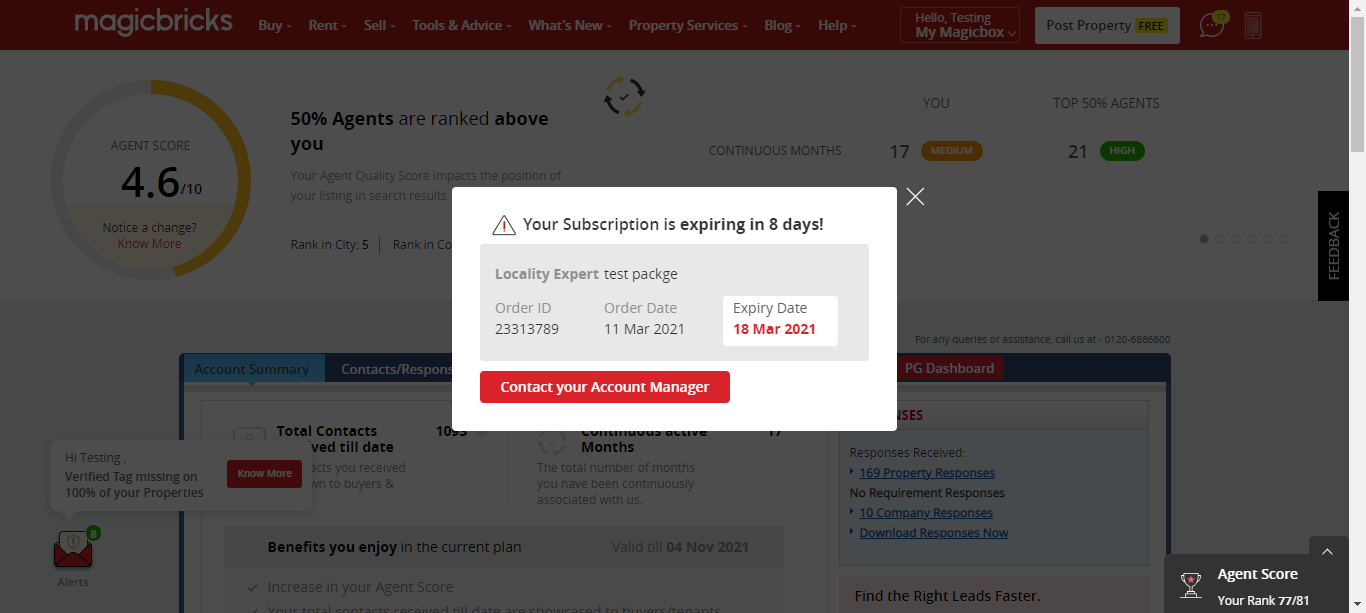 magicbricks
Buy Rent Sell Tools & Advice What's New Property Services Blog Help
Hello, Testing
My Magicbox
Post Property FREE
17
AGENT SCORE
4.6/10
Notice a change?
Know More
50% Agents are ranked above
you
Your Agent Quality Score impacts the position of
your listing in search results
Rank in City: 5 Rank in Co
YOU TOP 50% AGENTS
CONTINUOUS MONTHS 17 MEDIUM 21 HIGH
FEEDBACK
Your Subscription is expiring in 8 days!
Locality Expert test packge
Order ID Order Date Expiry Date
23313789 11 Mar 2021 18 Mar 2021
Contact your Account Manager
For any queries or assistance, call us at - 0120-6866600
Account Summary Contacts/Respons PG Dashboard
Total Contacts 1093
ved till date
acts you received
wn to buyers &
Continuous active 17
Months
The total number of months
you have been continuously
associated with us.
NSES
Responses Received:
169 Property Responses
No Requirement Responses
10 Company Responses
Download Responses Now
Hi Testing ,
Verified Tag missing on
100% of your Properties
Know More
8
Alerts
Benefits you enjoy in the current plan Valid till 04 Nov 2021
Increase in your Agent Score
Your total contacts received till date are showcased to buyers/tenants
Find the Right Leads Faster.
Agent Score
Your Rank 77/81